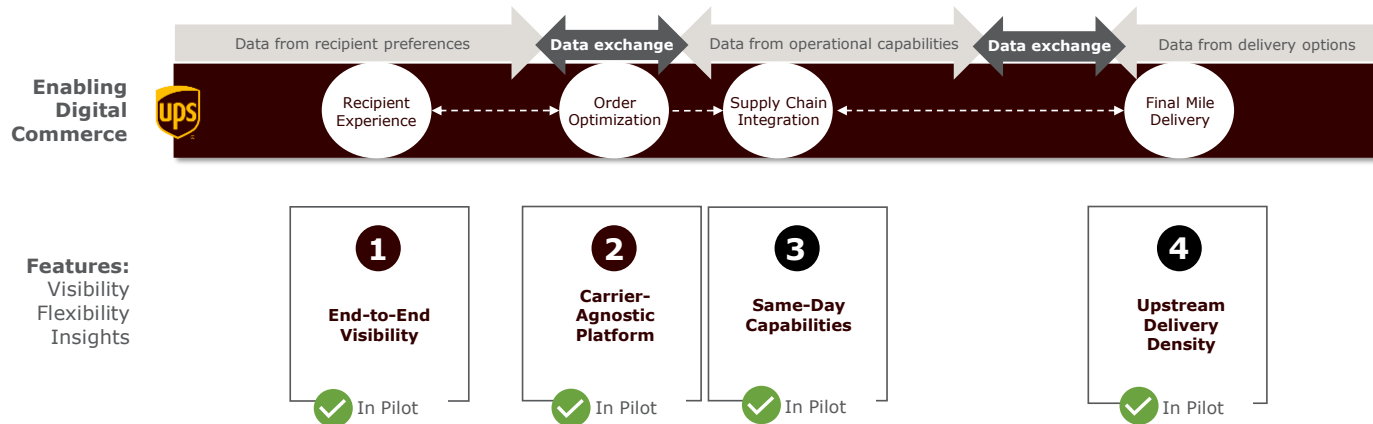 Data from recipient preferences
Data exchange
Data from operational capabilities
Data exchange
Data from delivery options
Enabling
Digital
Commerce
ups
Recipient
Experience
Order
Optimization
Supply Chain
Integration
Final Mile
Delivery
Features:
Visibility
Flexibility
Insights
1
End-to-End
Visibility
In Pilot
2
Carrier-
Agnostic
Platform
In Pilot
3
Same-Day
Capabilities
In Pilot
4
Upstream
Delivery
Density
In Pilot